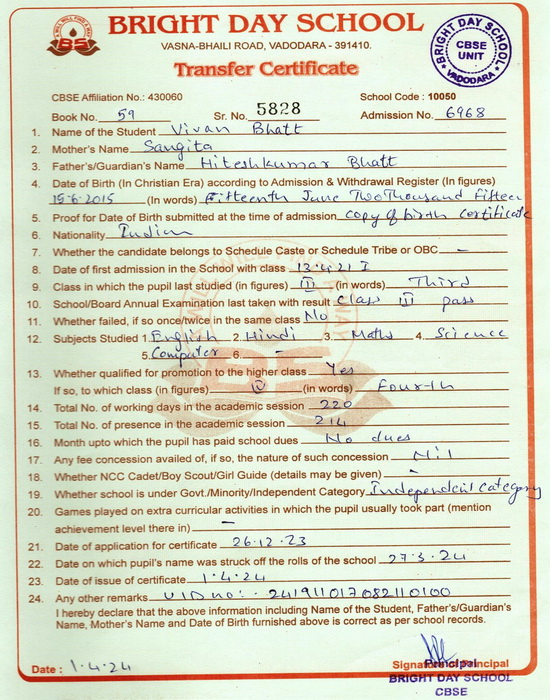 BRIGHT DAY SCHOOL
VASNA-BHAILI ROAD, VADODARA - 391410.
Transfer Certificate
BRIGHT DAY SCHOOL
CBSE
UNIT
VADODARA
CBSE Affiliation No.: 430060 School Code : 10050
Book No. 59 Sr. No. 5828 Admission No. 6968
1. Name of the Student Vivan Bhatt
2. Mother's Name Sangita
3. Father's/Guardian's Name Hiteshkumar Bhatt
4. Date of Birth (In Christian Era) according to Admission & Withdrawal Register (In figures)
15-6-2015 (In words) Fifteenth June Two Thousand Fifteen
5. Proof for Date of Birth submitted at the time of admission copy of birth certificate
6. Nationality Indian
7. Whether the candidate belongs to Schedule Caste or Schedule Tribe or OBC -
8. Date of first admission in the School with class 13.4.21 I
9. Class in which the pupil last studied (in figures) III (in words) Third
10. School/Board Annual Examination last taken with result class III pass
11. Whether failed, if so once/twice in the same class No
12. Subjects Studied 1. English 2. Hindi 3. Maths 4. Science
5. Computer 6. -
13. Whether qualified for promotion to the higher class Yes
If so, to which class (in figures) IV (in words) Fourth
14. Total No. of working days in the academic session 220
15. Total No. of presence in the academic session 214
16. Month upto which the pupil has paid school dues No dues
17. Any fee concession availed of, if so, the nature of such concession Nil
18. Whether NCC Cadet/Boy Scout/Girl Guide (details may be given) -
19. Whether school is under Govt./Minority/Independent Category Independent category
20. Games played on extra curricular activities in which the pupil usually took part (mention
achievement level there in) -
21. Date of application for certificate 26.12.23
22. Date on which pupil's name was struck off the rolls of the school 27.3.24
23. Date of issue of certificate 1.4.24
24. Any other remarks UID no:- 241911017082110100
I hereby declare that the above information including Name of the Student, Father's/Guardian's
Name, Mother's Name and Date of Birth furnished above is correct as per school records.
Date : 1.4.24 Signature Principal
Principal
BRIGHT DAY SCHOOL
CBSE